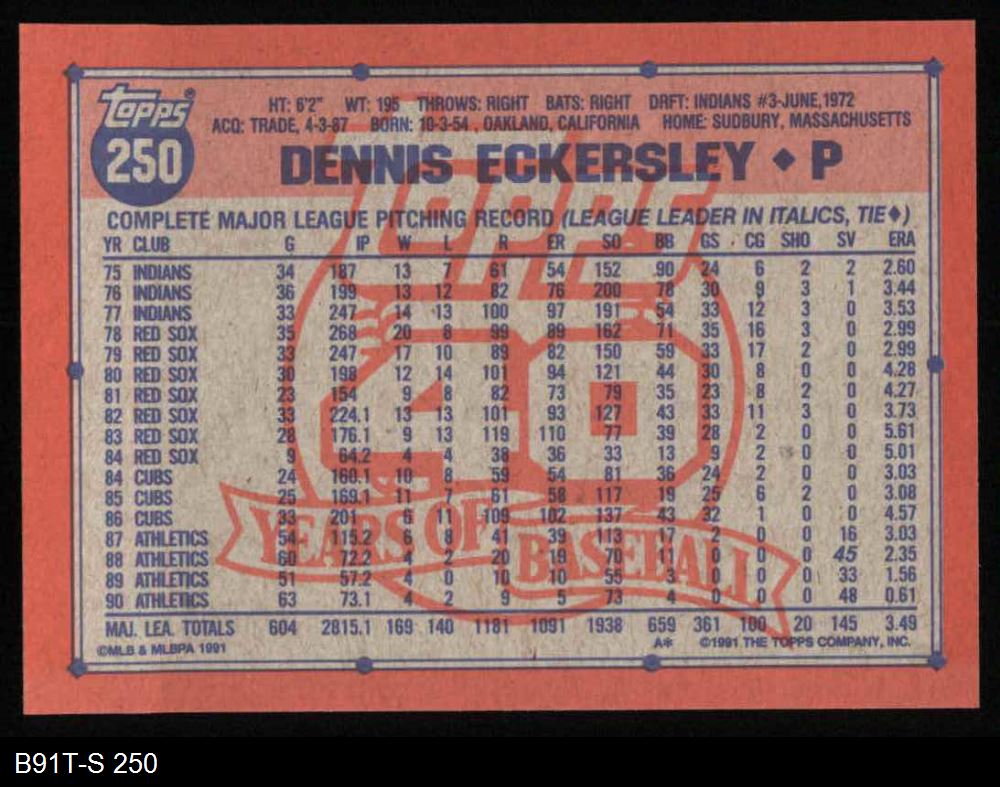 Topps®
250
HT: 6'2" WT: 195 THROWS: RIGHT BATS: RIGHT DRFT: INDIANS #3-JUNE, 1972
ACQ: TRADE, 4-3-87 BORN: 10-3-54, OAKLAND, CALIFORNIA HOME: SUDBURY, MASSACHUSETTS
DENNIS ECKERSLEY ♦ P
COMPLETE MAJOR LEAGUE PITCHING RECORD (LEAGUE LEADER IN ITALICS, TIE♦)
YR CLUB G IP W L R ER SO BB GS CG SHO SV ERA
75 INDIANS 34 187 13 7 61 54 152 90 24 6 2 2 2.60
76 INDIANS 36 199 13 12 82 76 200 78 30 9 3 1 3.44
77 INDIANS 33 247 14 13 100 97 191 54 33 12 3 0 3.53
78 RED SOX 35 268 20 8 99 89 162 71 35 16 3 0 2.99
79 RED SOX 33 247 17 10 89 82 150 59 33 17 2 0 2.99
80 RED SOX 30 198 12 14 101 94 121 44 30 8 0 0 4.28
81 RED SOX 23 154 9 8 82 73 79 35 23 8 2 0 4.27
82 RED SOX 33 224.1 13 13 101 93 127 43 33 11 3 0 3.73
83 RED SOX 28 176.1 9 13 119 110 77 39 28 2 0 0 5.61
84 RED SOX 9 64.2 4 4 38 36 33 13 9 2 0 0 5.01
84 CUBS 24 160.1 10 8 59 54 81 36 24 2 0 0 3.03
85 CUBS 25 169.1 11 7 61 58 117 19 25 6 2 0 3.08
86 CUBS 33 201 6 11 109 102 137 43 32 1 0 0 4.57
87 ATHLETICS 54 115.2 6 8 41 39 113 17 2 0 0 16 3.03
88 ATHLETICS 60 72.2 4 2 20 19 70 11 0 0 0 45 2.35
89 ATHLETICS 51 57.2 4 0 10 10 55 3 0 0 0 33 1.56
90 ATHLETICS 63 73.1 4 2 9 5 73 4 0 0 0 48 0.61
MAJ. LEA. TOTALS 604 2815.1 169 140 1181 1091 1938 659 361 100 20 145 3.49
©MLB & MLBPA 1991 A* ©1991 THE TOPPS COMPANY, INC.
TOPPS
40
YEARS OF
BASEBALL
B91T-S 250